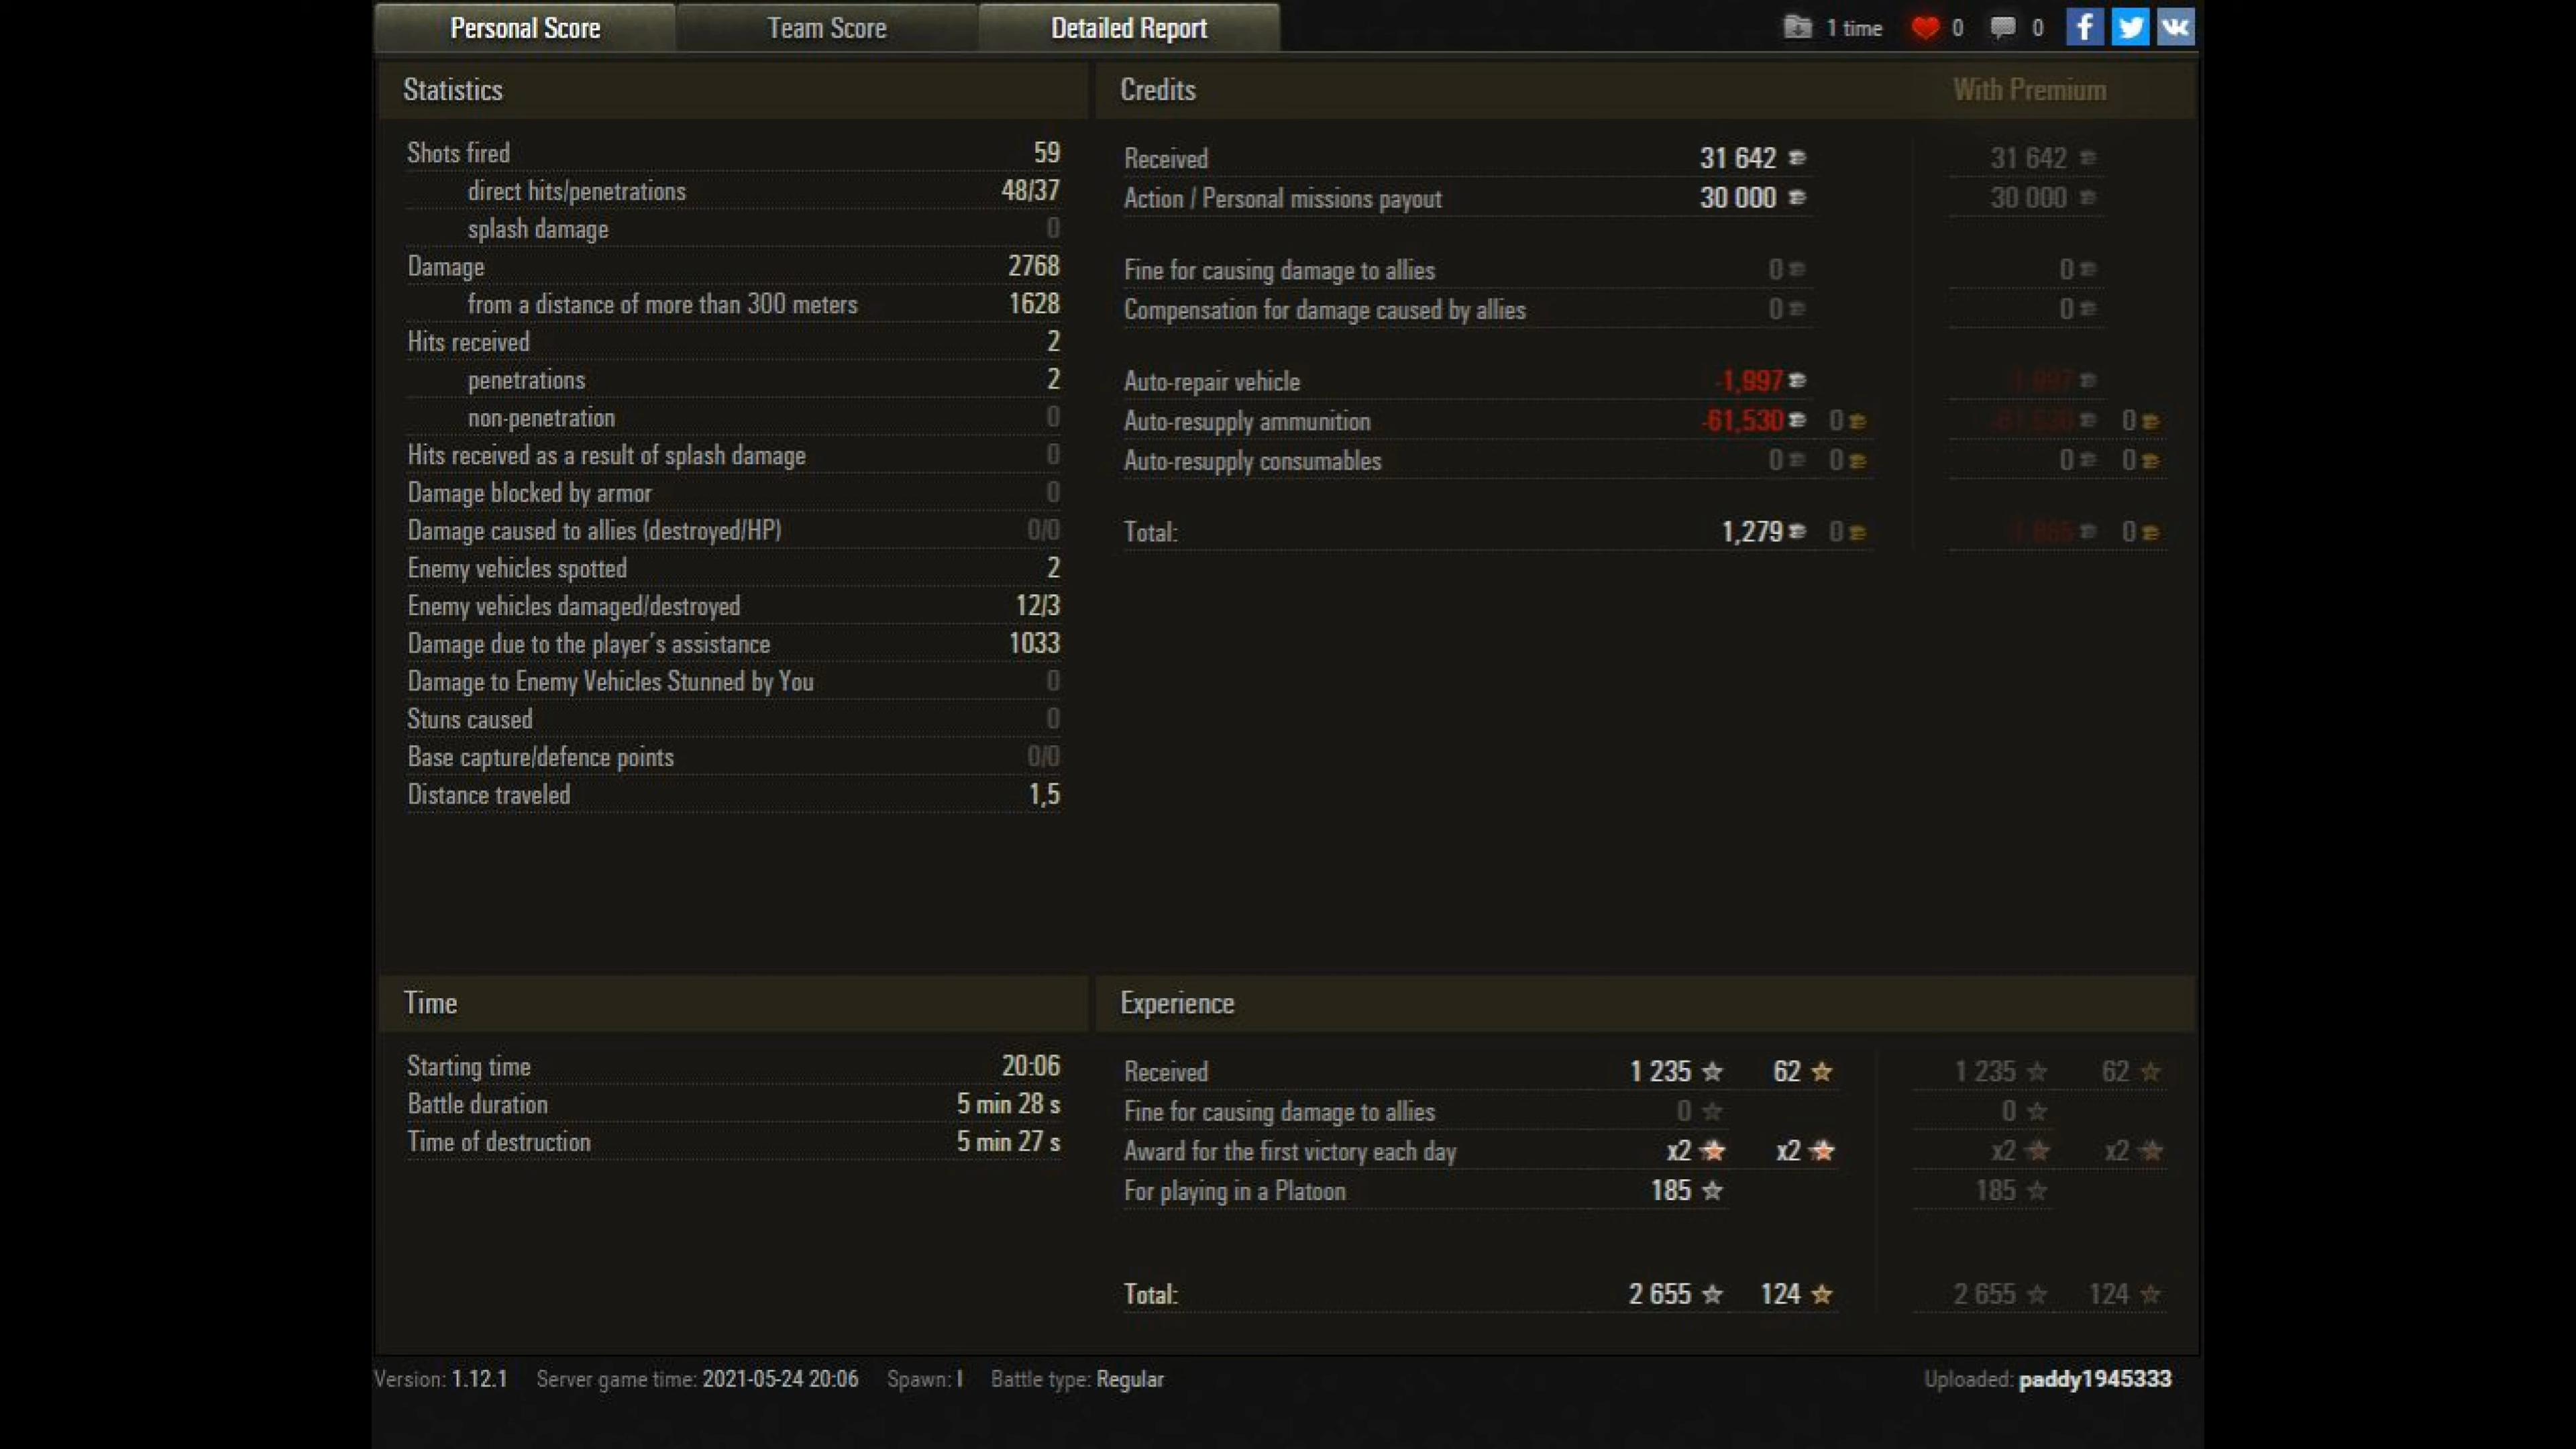 Personal Score Team Score Detailed Report 1 time 0 0
Statistics
Shots fired 59
direct hits/penetrations 48/37
splash damage 0
Damage 2768
from a distance of more than 300 meters 1628
Hits received 2
penetrations 2
non-penetration 0
Hits received as a result of splash damage 0
Damage blocked by armor 0
Damage caused to allies (destroyed/HP) 0/0
Enemy vehicles spotted 2
Enemy vehicles damaged/destroyed 12/3
Damage due to the player's assistance 1033
Damage to Enemy Vehicles Stunned by You 0
Stuns caused 0
Base capture/defence points 0/0
Distance traveled 1,5
Credits With Premium
Received 31 642 31 642
Action / Personal missions payout 30 000 30 000
Fine for causing damage to allies 0 0
Compensation for damage caused by allies 0 0
Auto-repair vehicle -1,997 -1,997
Auto-resupply ammunition -61,530 0 -61,530 0
Auto-resupply consumables 0 0 0 0
Total: 1,279 0 0
Time
Starting time 20:06
Battle duration 5 min 28 s
Time of destruction 5 min 27 s
Experience
Received 1 235 62 1 235 62
Fine for causing damage to allies 0 0
Award for the first victory each day x2 x2 x2 x2
For playing in a Platoon 185 185
Total: 2 655 124 2 655 124
Version: 1.12.1 Server game time: 2021-05-24 20:06 Spawn: I Battle type: Regular Uploaded: paddy1945333